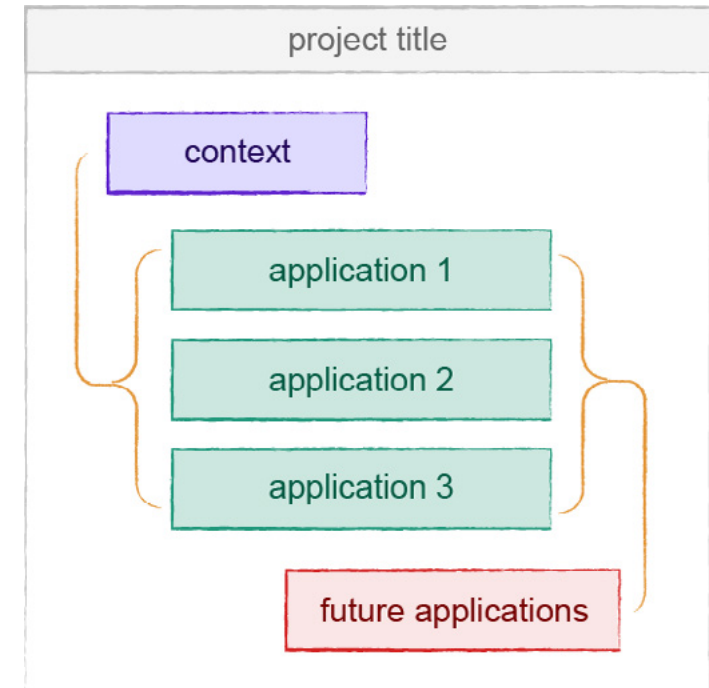 project title
context
application 1
application 2
application 3
future applications